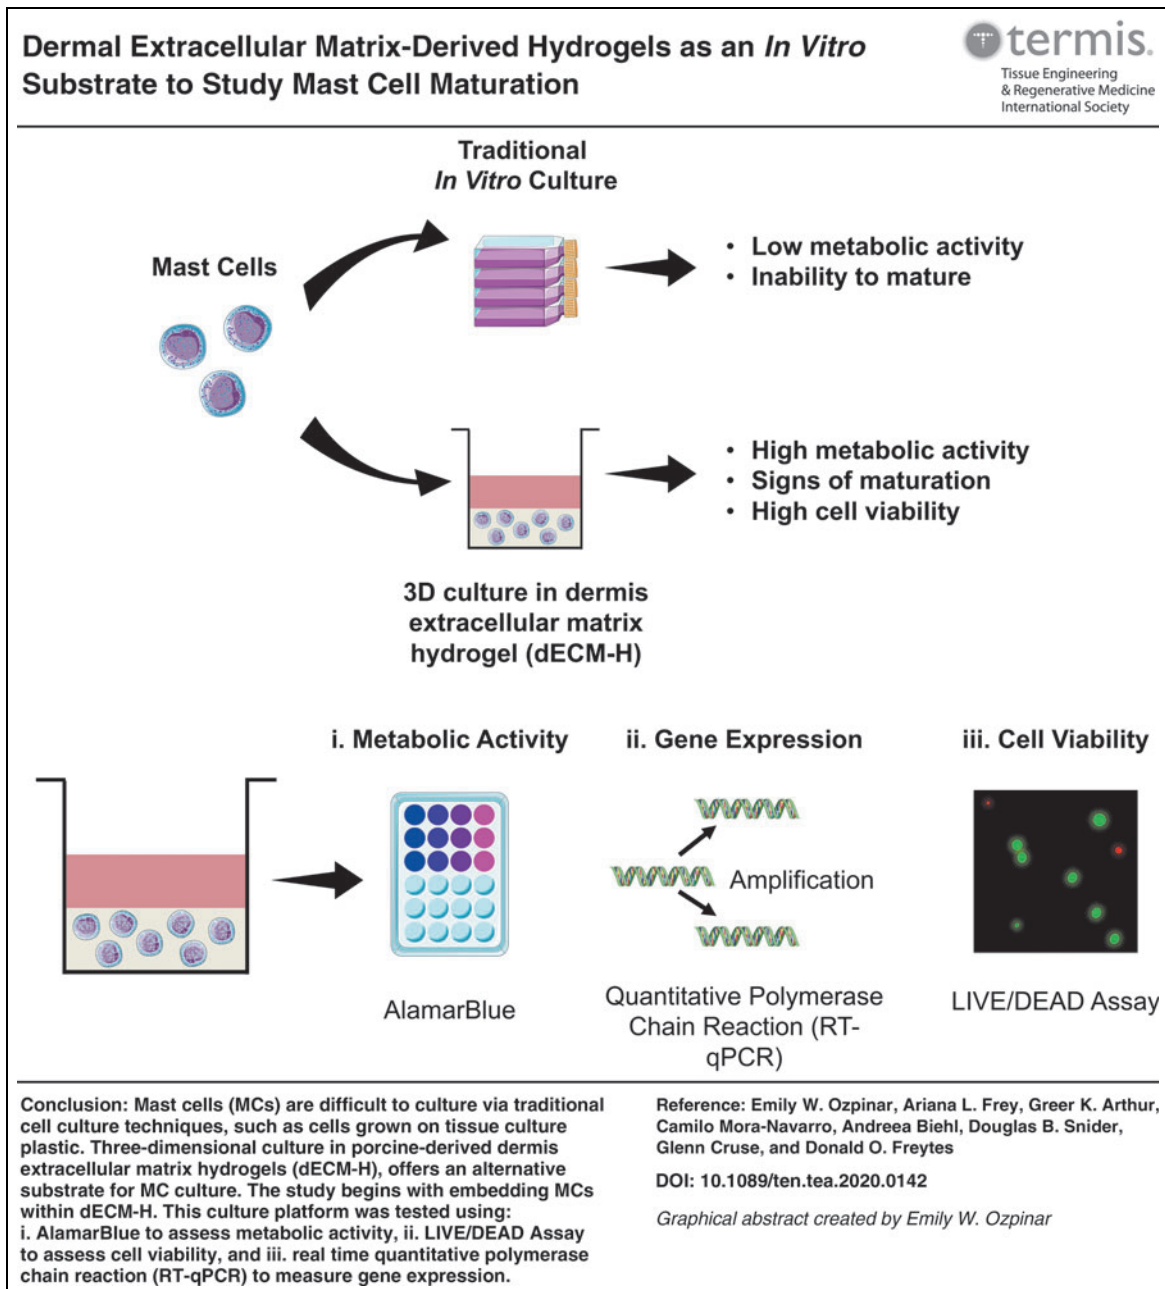 Dermal Extracellular Matrix-Derived Hydrogels as an In Vitro
Substrate to Study Mast Cell Maturation
termis.
Tissue Engineering
& Regenerative Medicine
International Society
Traditional
In Vitro Culture
Mast Cells
• Low metabolic activity
• Inability to mature
• High metabolic activity
• Signs of maturation
• High cell viability
3D culture in dermis
extracellular matrix
hydrogel (dECM-H)
i. Metabolic Activity
ii. Gene Expression
iii. Cell Viability
Amplification
AlamarBlue
Quantitative Polymerase
Chain Reaction (RT-
qPCR)
LIVE/DEAD Assay
Conclusion: Mast cells (MCs) are difficult to culture via traditional
cell culture techniques, such as cells grown on tissue culture
plastic. Three-dimensional culture in porcine-derived dermis
extracellular matrix hydrogels (dECM-H), offers an alternative
substrate for MC culture. The study begins with embedding MCs
within dECM-H. This culture platform was tested using:
i. AlamarBlue to assess metabolic activity, ii. LIVE/DEAD Assay
to assess cell viability, and iii. real time quantitative polymerase
chain reaction (RT-qPCR) to measure gene expression.
Reference: Emily W. Ozpinar, Ariana L. Frey, Greer K. Arthur,
Camilo Mora-Navarro, Andreea Biehl, Douglas B. Snider,
Glenn Cruse, and Donald O. Freytes
DOI: 10.1089/ten.tea.2020.0142
Graphical abstract created by Emily W. Ozpinar